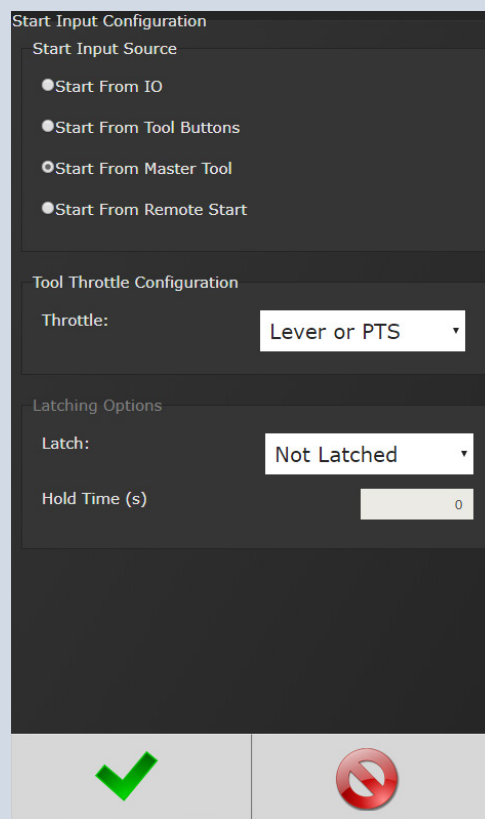 Start Input Configuration
Start Input Source
Start From IO
Start From Tool Buttons
Start From Master Tool
Start From Remote Start
Tool Throttle Configuration
Throttle: Lever or PTS
Latching Options
Latch: Not Latched
Hold Time (s) 0